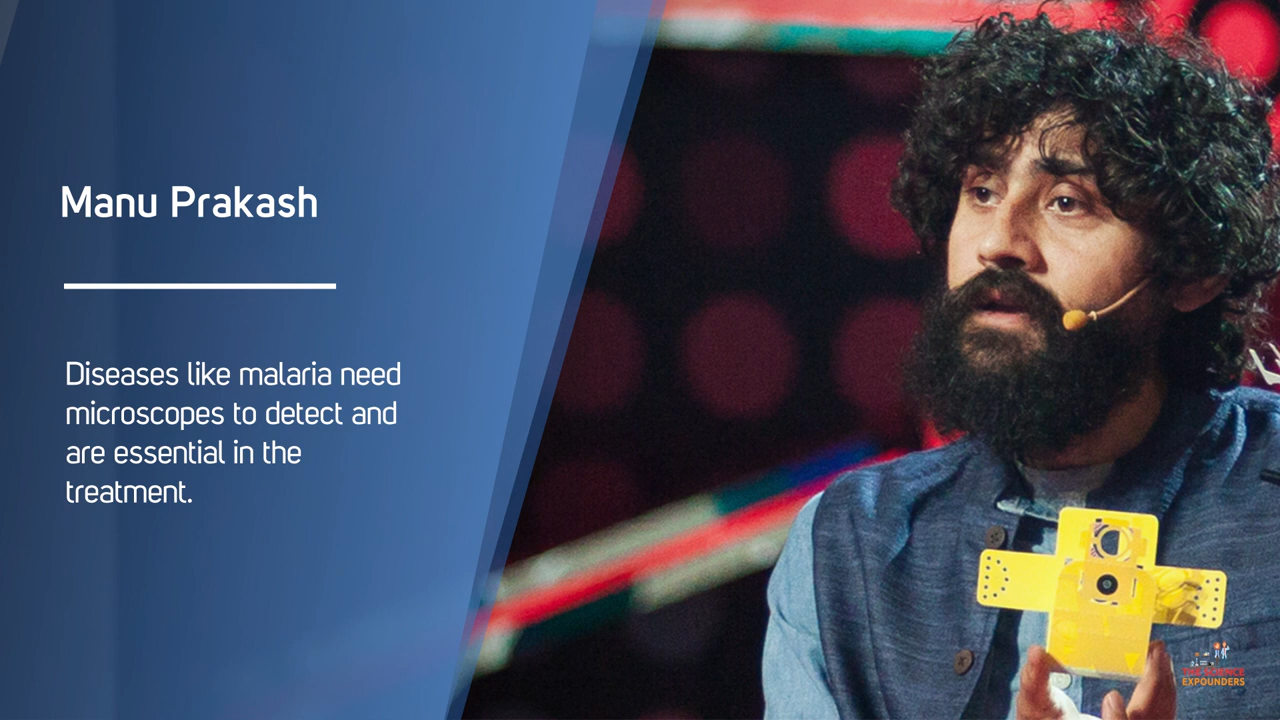 Manu Prakash
Diseases like malaria need
microscopes to detect and
are essential in the
treatment.
THE SCIENCE
EXPOUNDERS